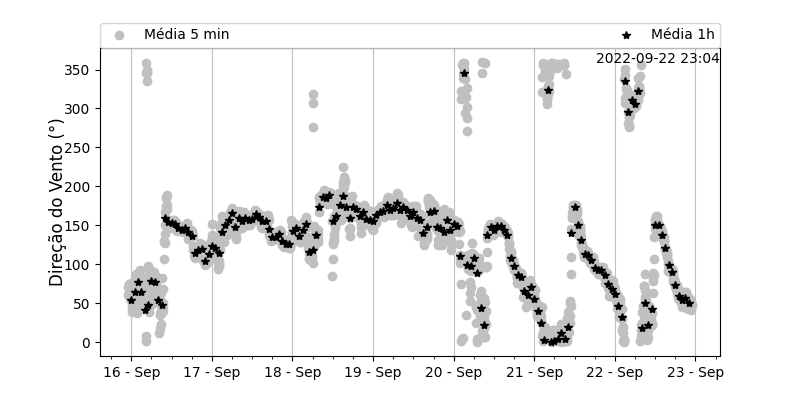 Média 5 min
Média 1h
2022-09-22 23:04
Direção do Vento (°)
350
300
250
200
150
100
50
0
16 - Sep
17 - Sep
18 - Sep
19 - Sep
20 - Sep
21 - Sep
22 - Sep
23 - Sep